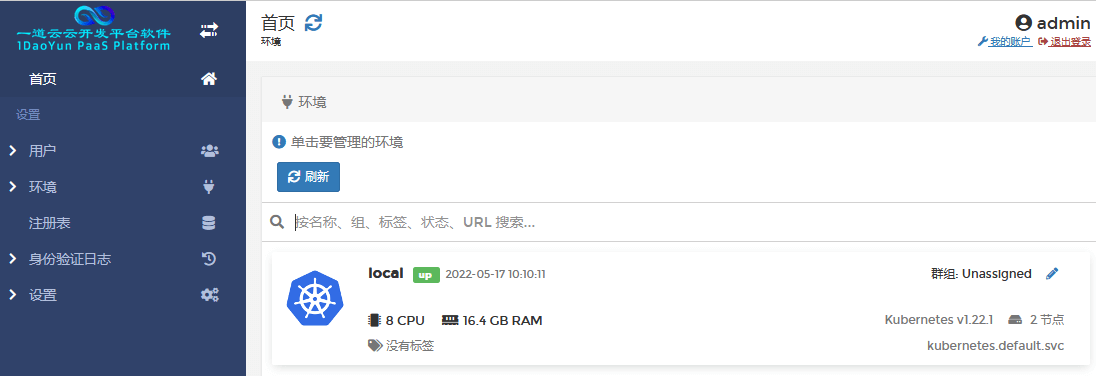 一道云云开发平台软件
1DaoYun PaaS Platform
首页
设置
用户
环境
注册表
身份验证日志
设置
首页
环境
admin
我的账户 退出登录
环境
单击要管理的环境
刷新
按名称、组、标签、状态、URL 搜索...
local up 2022-05-17 10:10:11 群组: Unassigned
8 CPU 16.4 GB RAM Kubernetes v1.22.1 2 节点
没有标签 kubernetes.default.svc